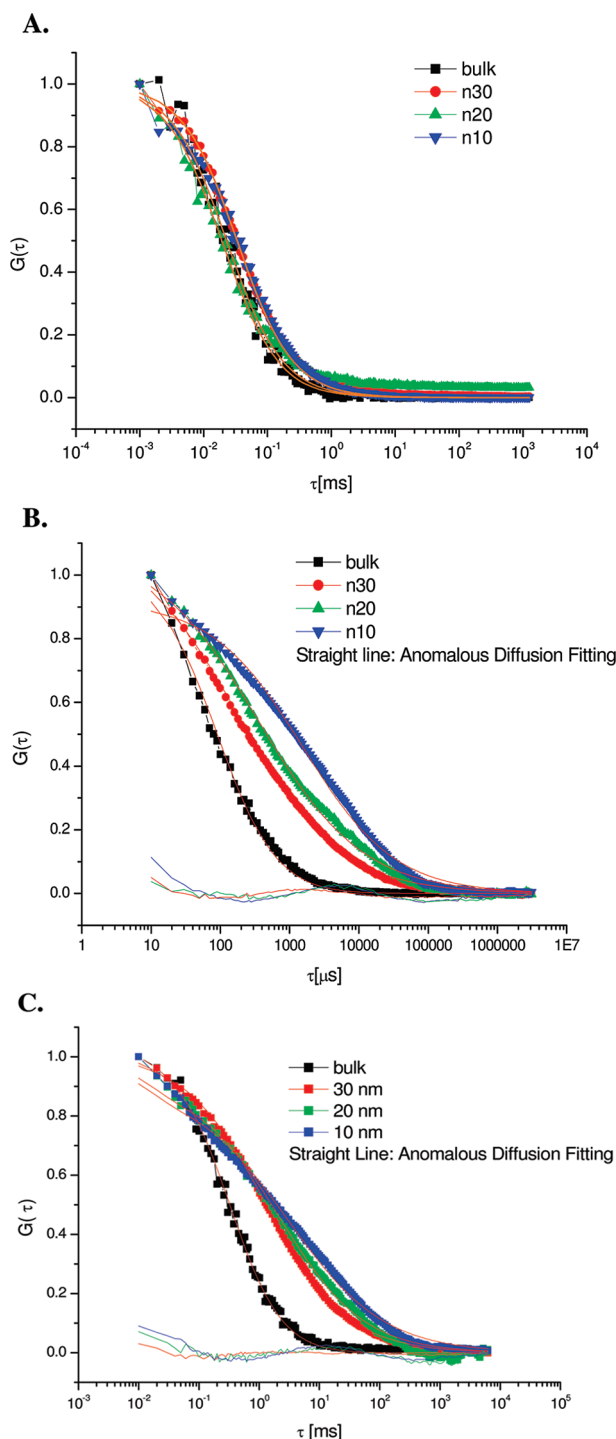 A.
bulk
n30
n20
n10
G(τ)
1.0
0.8
0.6
0.4
0.2
0.0
10⁻⁴ 10⁻³ 10⁻² 10⁻¹ 10⁰ 10¹ 10² 10³ 10⁴
τ[ms]
B.
bulk
n30
n20
n10
Straight line: Anomalous Diffusion Fitting
G(τ)
1.0
0.8
0.6
0.4
0.2
0.0
1 10 100 1000 10000 100000 1000000 1E7
τ[µs]
C.
bulk
30 nm
20 nm
10 nm
Straight Line: Anomalous Diffusion Fitting
G(τ)
1.0
0.8
0.6
0.4
0.2
0.0
10⁻³ 10⁻² 10⁻¹ 10⁰ 10¹ 10² 10³ 10⁴ 10⁵
τ [ms]